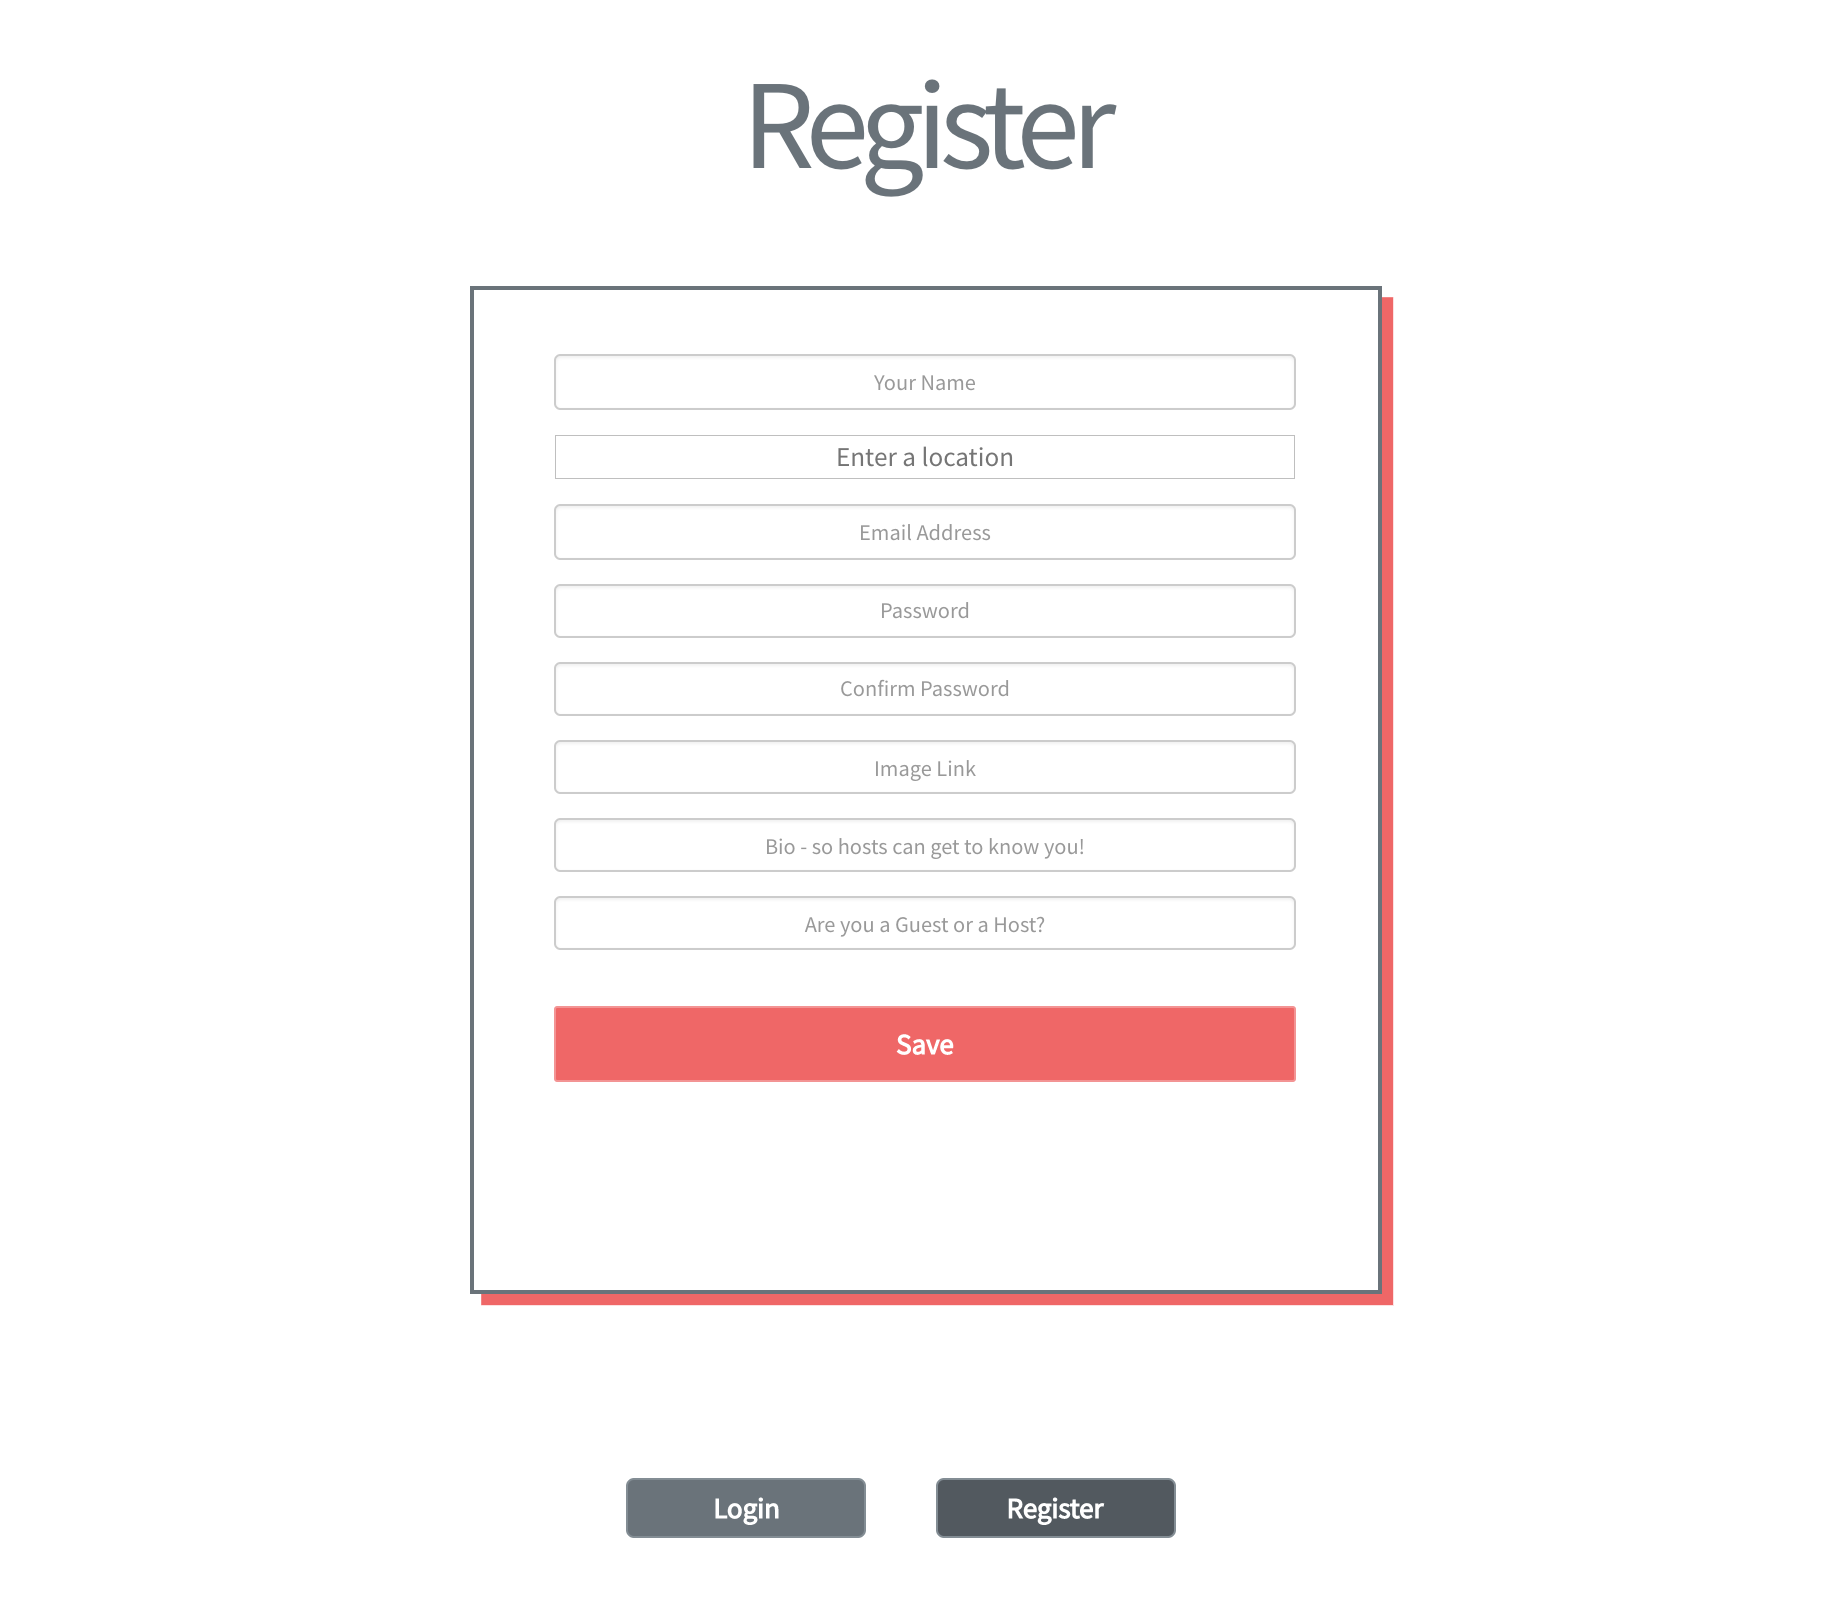 Register
Your Name
Enter a location
Email Address
Password
Confirm Password
Image Link
Bio - so hosts can get to know you!
Are you a Guest or a Host?
Save
Login
Register